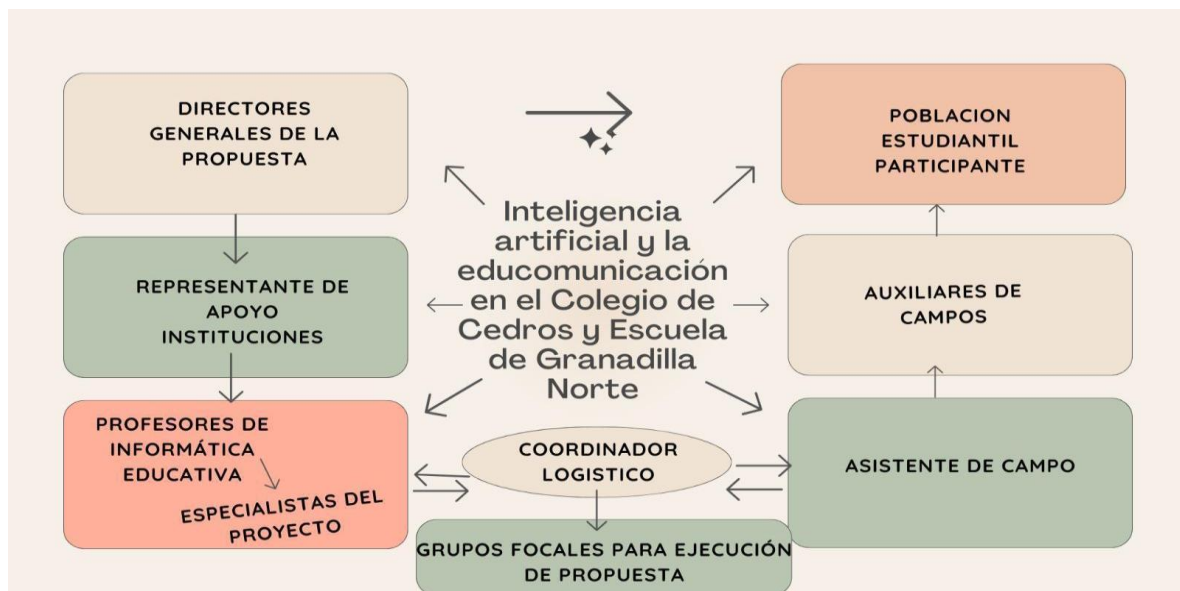 DIRECTORES
GENERALES DE LA
PROPUESTA
REPRESENTANTE DE
APOYO
INSTITUCIONES
PROFESORES DE
INFORMÁTICA
EDUCATIVA
ESPECIALISTAS DEL
PROYECTO
Inteligencia
artificial y la
educomunicación
en el Colegio de
Cedros y Escuela
de Granadilla
Norte
COORDINADOR
LOGISTICO
GRUPOS FOCALES PARA EJECUCIÓN
DE PROPUESTA
POBLACION
ESTUDIANTIL
PARTICIPANTE
AUXILIARES DE
CAMPOS
ASISTENTE DE CAMPO